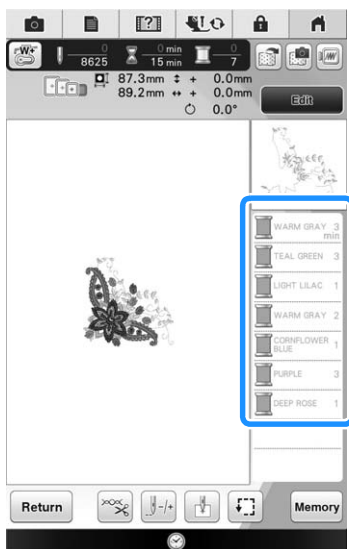 0
8625
0 min
15 min
0
7
87.3mm + 0.0mm
89.2mm + 0.0mm
0.0°
Edit
WARM GRAY 3
min
TEAL GREEN 3
LIGHT LILAC 1
WARM GRAY 2
CORNFLOWER
BLUE 1
PURPLE 3
DEEP ROSE 1
Return
-/+
Memory